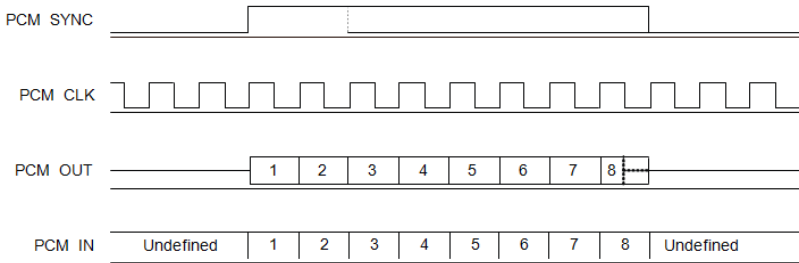 PCM SYNC
PCM CLK
PCM OUT 1 2 3 4 5 6 7 8
PCM IN Undefined 1 2 3 4 5 6 7 8 Undefined